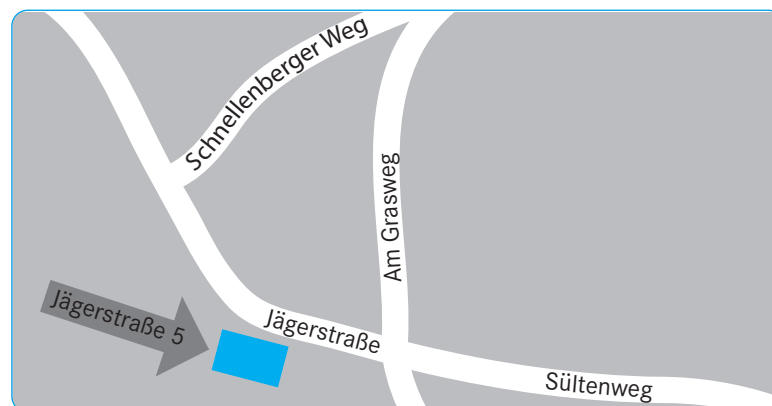 Schnellenberger Weg
Am Grasweg
Jägerstraße 5
Jägerstraße
Sültenweg